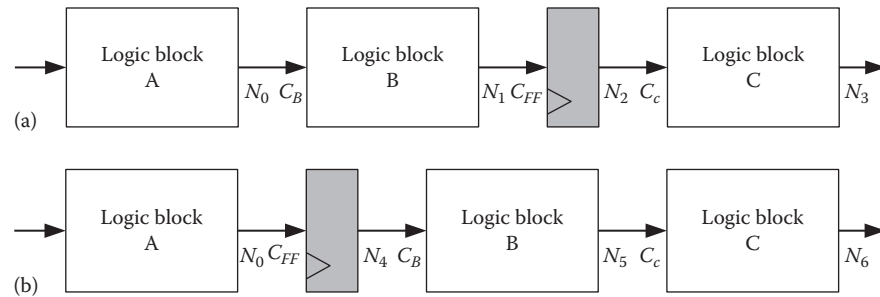 Logic block
A
N0 CB
Logic block
B
N1 CFF
N2 Cc
Logic block
C
N3
(a)
Logic block
A
N0 CFF
N4 CB
Logic block
B
N5 Cc
Logic block
C
N6
(b)